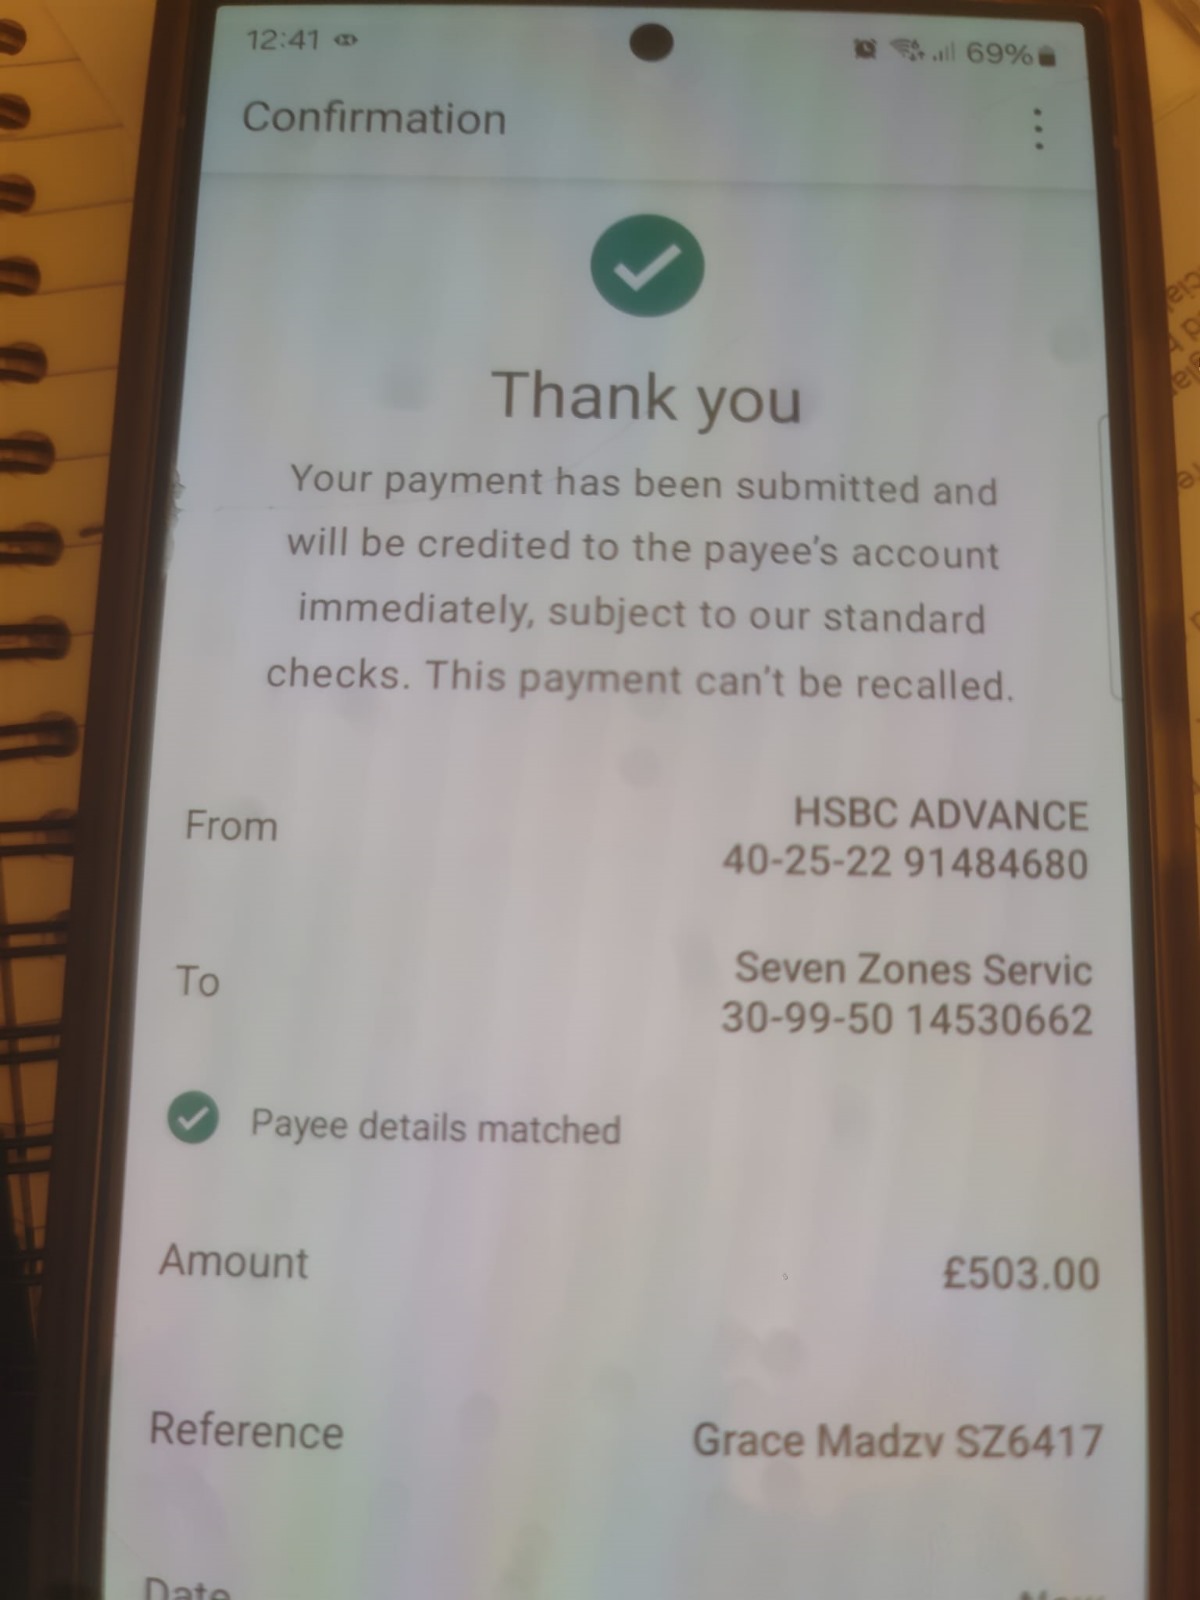 12:41
69%
Confirmation
Thank you
Your payment has been submitted and
will be credited to the payee's account
immediately, subject to our standard
checks. This payment can't be recalled.
From
HSBC ADVANCE
40-25-22 91484680
To
Seven Zones Servic
30-99-50 14530662
Payee details matched
Amount
£503.00
Reference
Grace Madzv SZ6417
Date
Now